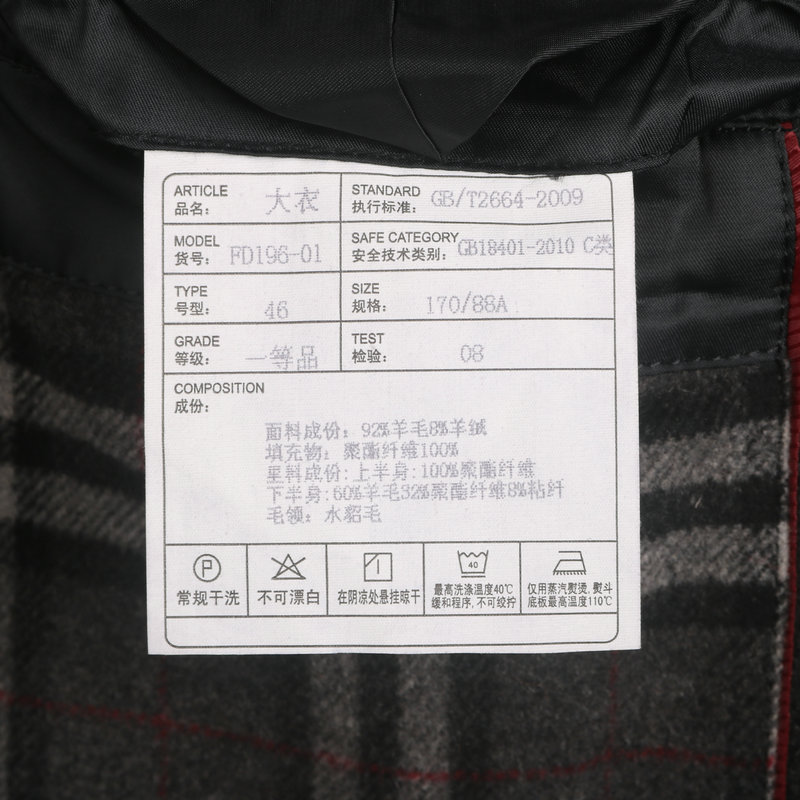 ARTICLE
品名： 大衣
STANDARD
执行标准： GB/T2664-2009
MODEL
货号： FD196-01
SAFE CATEGORY
安全技术类别： GB18401-2010 C类
TYPE
号型： 46
SIZE
规格： 170/88A
GRADE
等级： 一等品
TEST
检验： 08
COMPOSITION
成份：
面料成份：92%羊毛8%羊绒
填充物：聚酯纤维100%
里料成份:上半身:100%聚酯纤维
下半身:60%羊毛32%聚酯纤维8%粘纤
毛领：水貂毛
P
常规干洗
不可漂白
在阴凉处悬挂晾干
40
最高洗涤温度40℃
缓和程序,不可绞拧
仅用蒸汽熨烫,熨斗
底板最高温度110℃